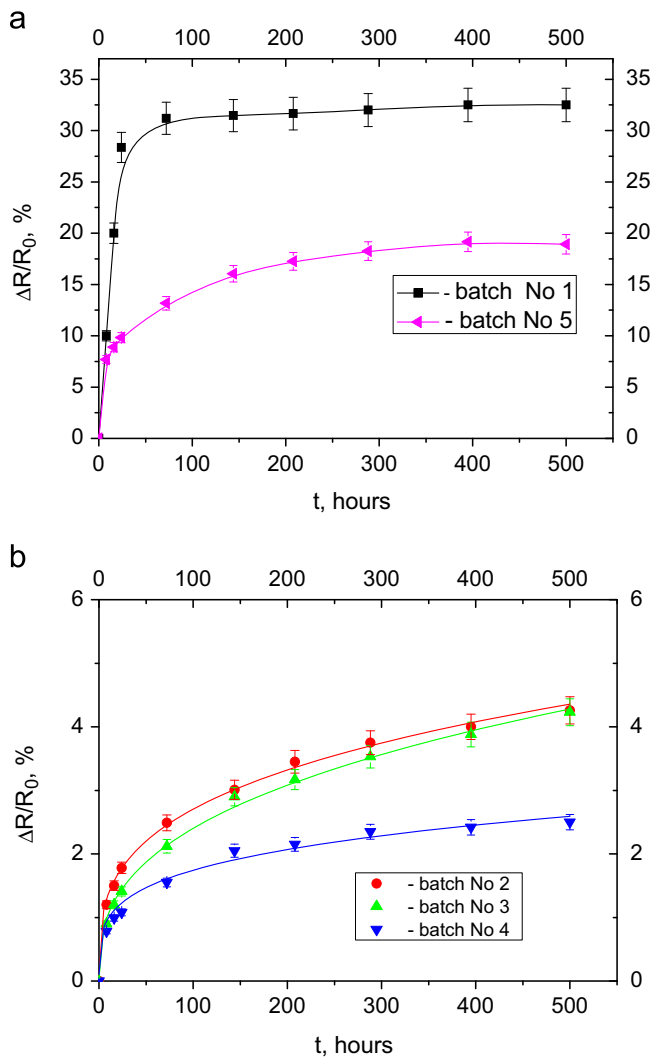 a
0 100 200 300 400 500
35 35
30 30
25 25
20 20
15 15
10 10
5 5
0 0
ΔR/R₀, %
- batch No 1
- batch No 5
0 100 200 300 400 500
t, hours
b
0 100 200 300 400 500
6 6
4 4
2 2
0 0
ΔR/R₀, %
- batch No 2
- batch No 3
- batch No 4
0 100 200 300 400 500
t, hours